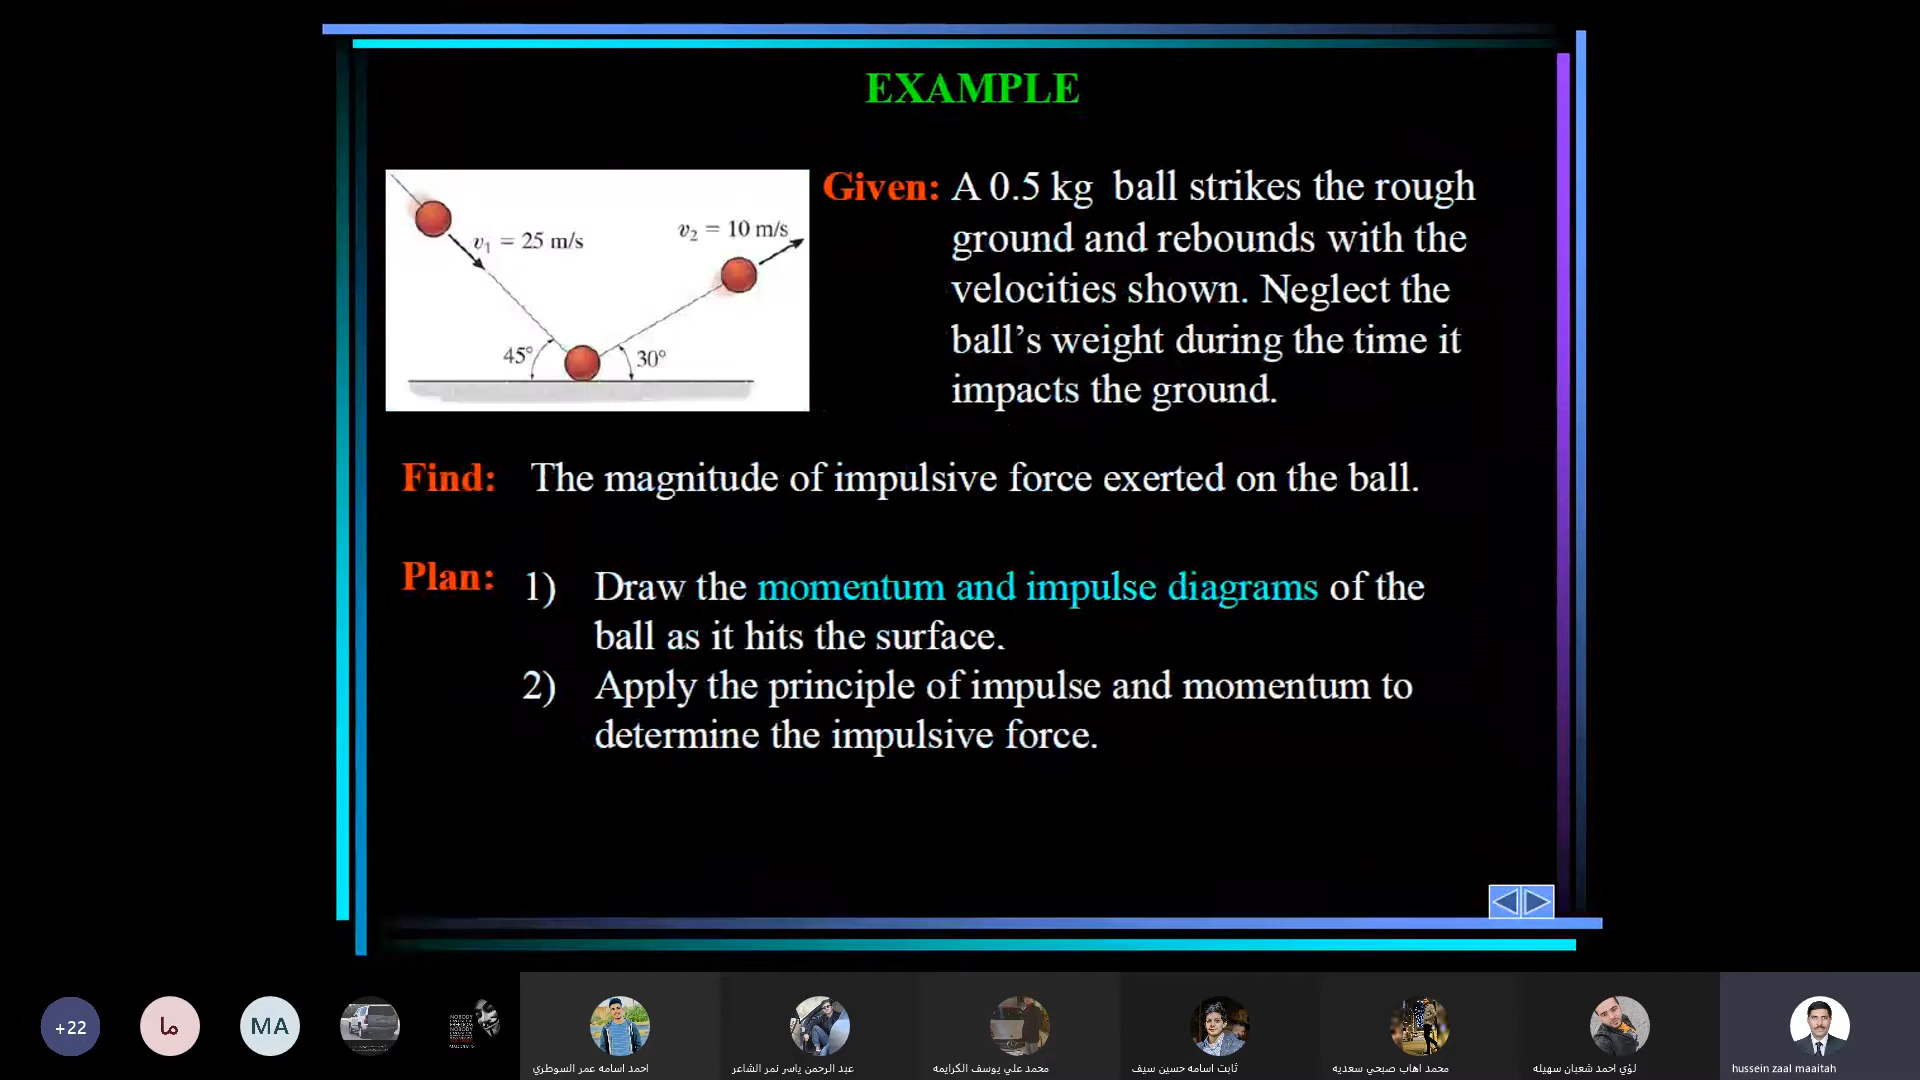 EXAMPLE
v₁ = 25 m/s
v₂ = 10 m/s
45°
30°
Given: A 0.5 kg ball strikes the rough
ground and rebounds with the
velocities shown. Neglect the
ball’s weight during the time it
impacts the ground.
Find: The magnitude of impulsive force exerted on the ball.
Plan: 1) Draw the momentum and impulse diagrams of the
ball as it hits the surface.
2) Apply the principle of impulse and momentum to
determine the impulsive force.
+22
ما
MA
احمد اسامه عمر السوطري
عبد الرحمن ياسر نمر الشاعر
محمد علي يوسف الكرايمه
ثابت اسامه حسين سيف
محمد اهاب صبحي سعديه
لؤي احمد شعبان سهيله
hussein zaal maaitah